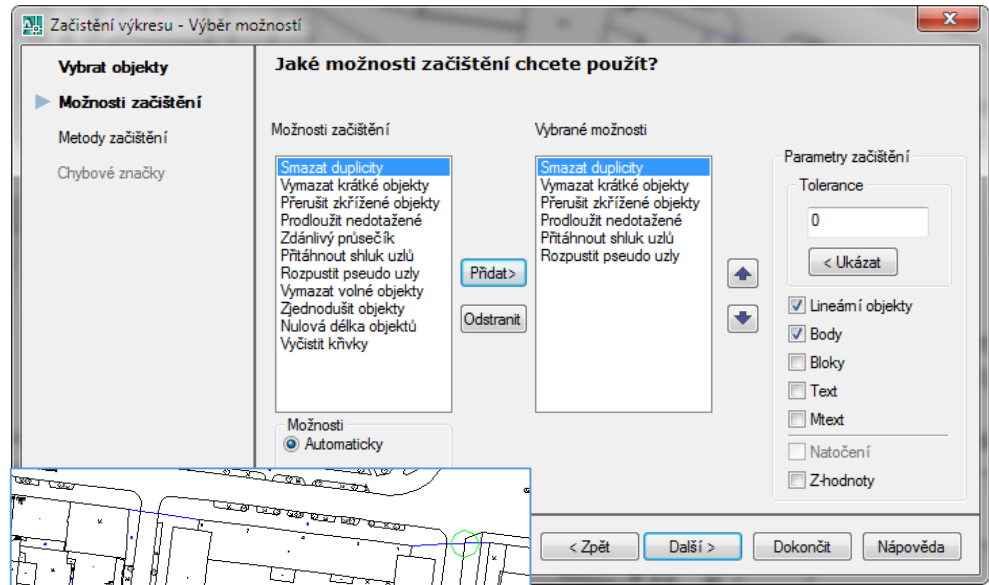 Začistění výkresu - Výběr možností
Vybrat objekty
Možnosti začištění
Metody začištění
Chybové značky
Jaké možnosti začištění chcete použít?
Možnosti začištění
Smazat duplicity
Vymazat krátké objekty
Přerušit zkřížené objekty
Prodloužit nedotažené
Zdánlivý průsečík
Přitáhnout shluk uzlů
Rozpustit pseudo uzly
Vymazat volné objekty
Zjednodušit objekty
Nulová délka objektů
Vyčistit křivky
Možnosti
Automaticky
Přidat>
Odstranit
Vybrané možnosti
Smazat duplicity
Vymazat krátké objekty
Přerušit zkřížené objekty
Prodloužit nedotažené
Přitáhnout shluk uzlů
Rozpustit pseudo uzly
Parametry začištění
Tolerance
0
< Ukázat
Lineární objekty
Body
Bloky
Text
Mtext
Natočení
Z-hodnoty
< Zpět
Další >
Dokončit
Nápověda